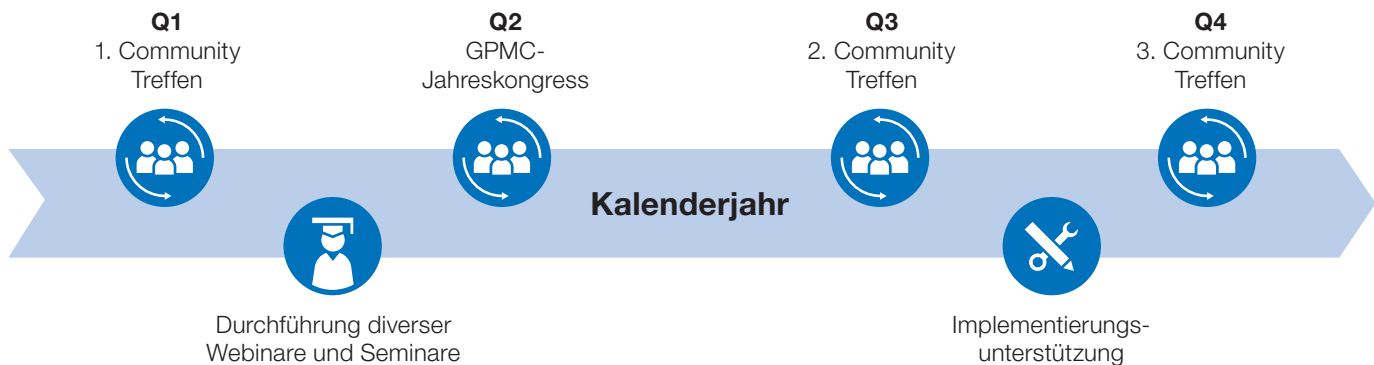 Q1
1. Community
Treffen
Q2
GPMC-
Jahreskongress
Q3
2. Community
Treffen
Q4
3. Community
Treffen
Kalenderjahr
Durchführung diverser
Webinare und Seminare
Implementierungs-
unterstützung